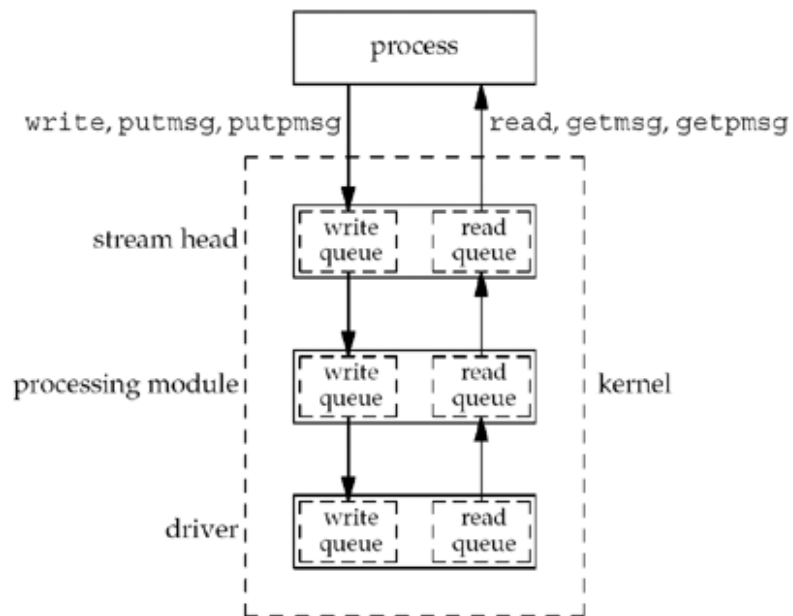 process
write, putmsg, putpmsg
read, getmsg, getpmsg
stream head
write
queue
read
queue
processing module
write
queue
read
queue
kernel
driver
write
queue
read
queue